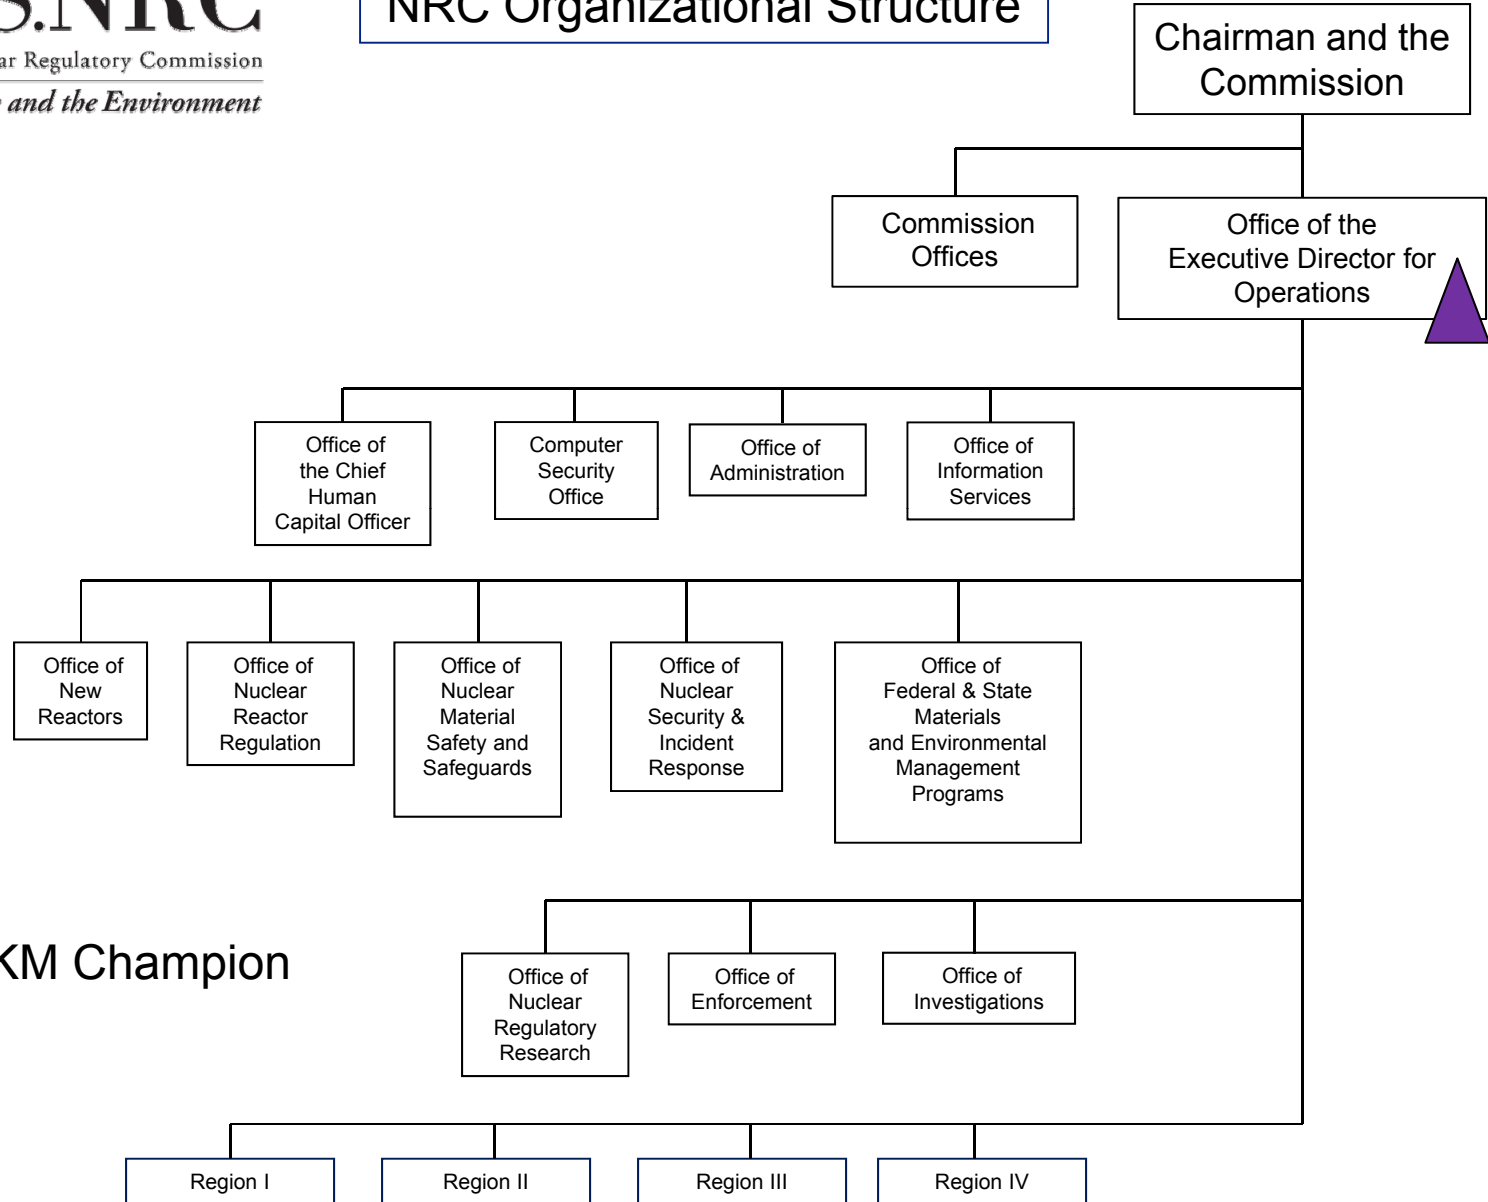 S.NRC
ar Regulatory Commission
and the Environment
NRC Organizational Structure
Chairman and the
Commission
Commission
Offices
Office of the
Executive Director for
Operations
Office of
the Chief
Human
Capital Officer
Computer
Security
Office
Office of
Administration
Office of
Information
Services
Office of
New
Reactors
Office of
Nuclear
Reactor
Regulation
Office of
Nuclear
Material
Safety and
Safeguards
Office of
Nuclear
Security &
Incident
Response
Office of
Federal & State
Materials
and Environmental
Management
Programs
KM Champion
Office of
Nuclear
Regulatory
Research
Office of
Enforcement
Office of
Investigations
Region I
Region II
Region III
Region IV